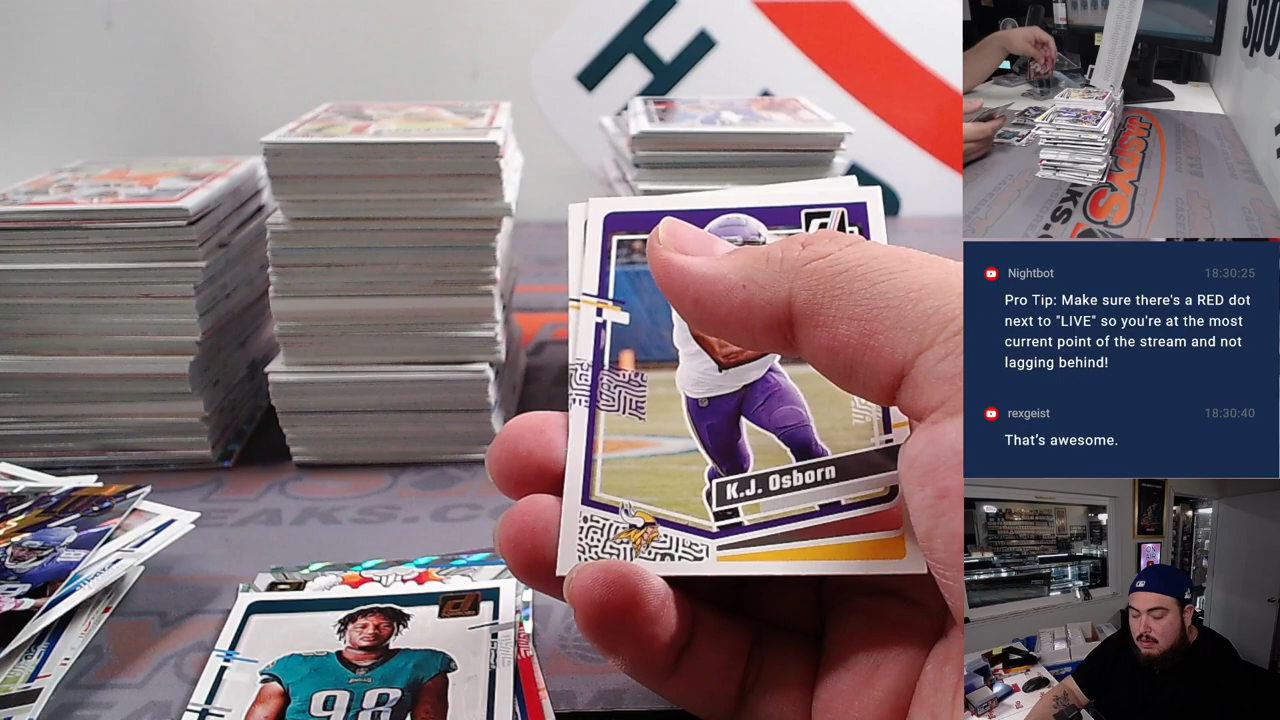 K.J. Osborn
98
JASPYS
Nightbot
18:30:25
Pro Tip: Make sure there's a RED dot
next to "LIVE" so you're at the most
current point of the stream and not
lagging behind!
rexgeist
18:30:40
That's awesome.